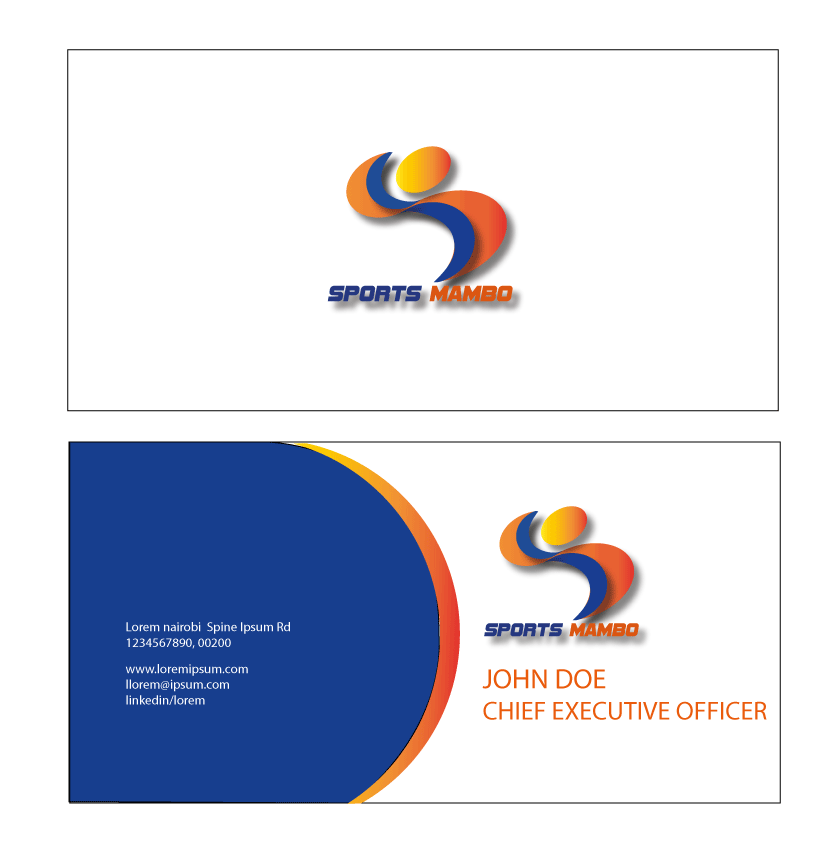 SPORTS MAMBO
Lorem nairobi  Spine Ipsum Rd
1234567890, 00200
www.loremipsum.com
llorem@ipsum.com
linkedin/lorem
SPORTS MAMBO
JOHN DOE
CHIEF EXECUTIVE OFFICER